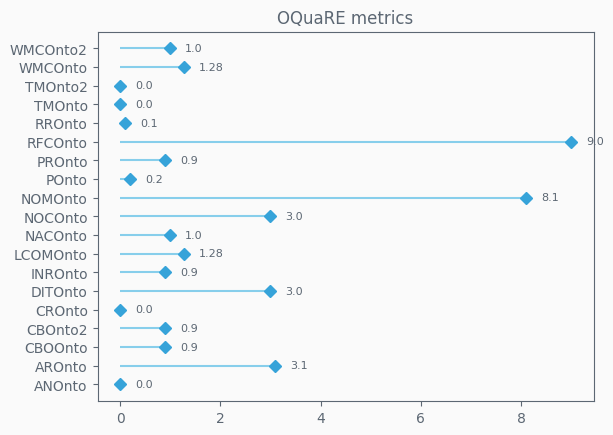 OQuaRE metrics
WMCOnto2 1.0
WMCOnto 1.28
TMOnto2 0.0
TMOnto 0.0
RROnto 0.1
RFCOnto 9.0
PROnto 0.9
POnto 0.2
NOMOnto 8.1
NOCOnto 3.0
NACOnto 1.0
LCOMOnto 1.28
INROnto 0.9
DITOnto 3.0
CROnto 0.0
CBOnto2 0.9
CBOOnto 0.9
AROnto 3.1
ANOnto 0.0
0 2 4 6 8